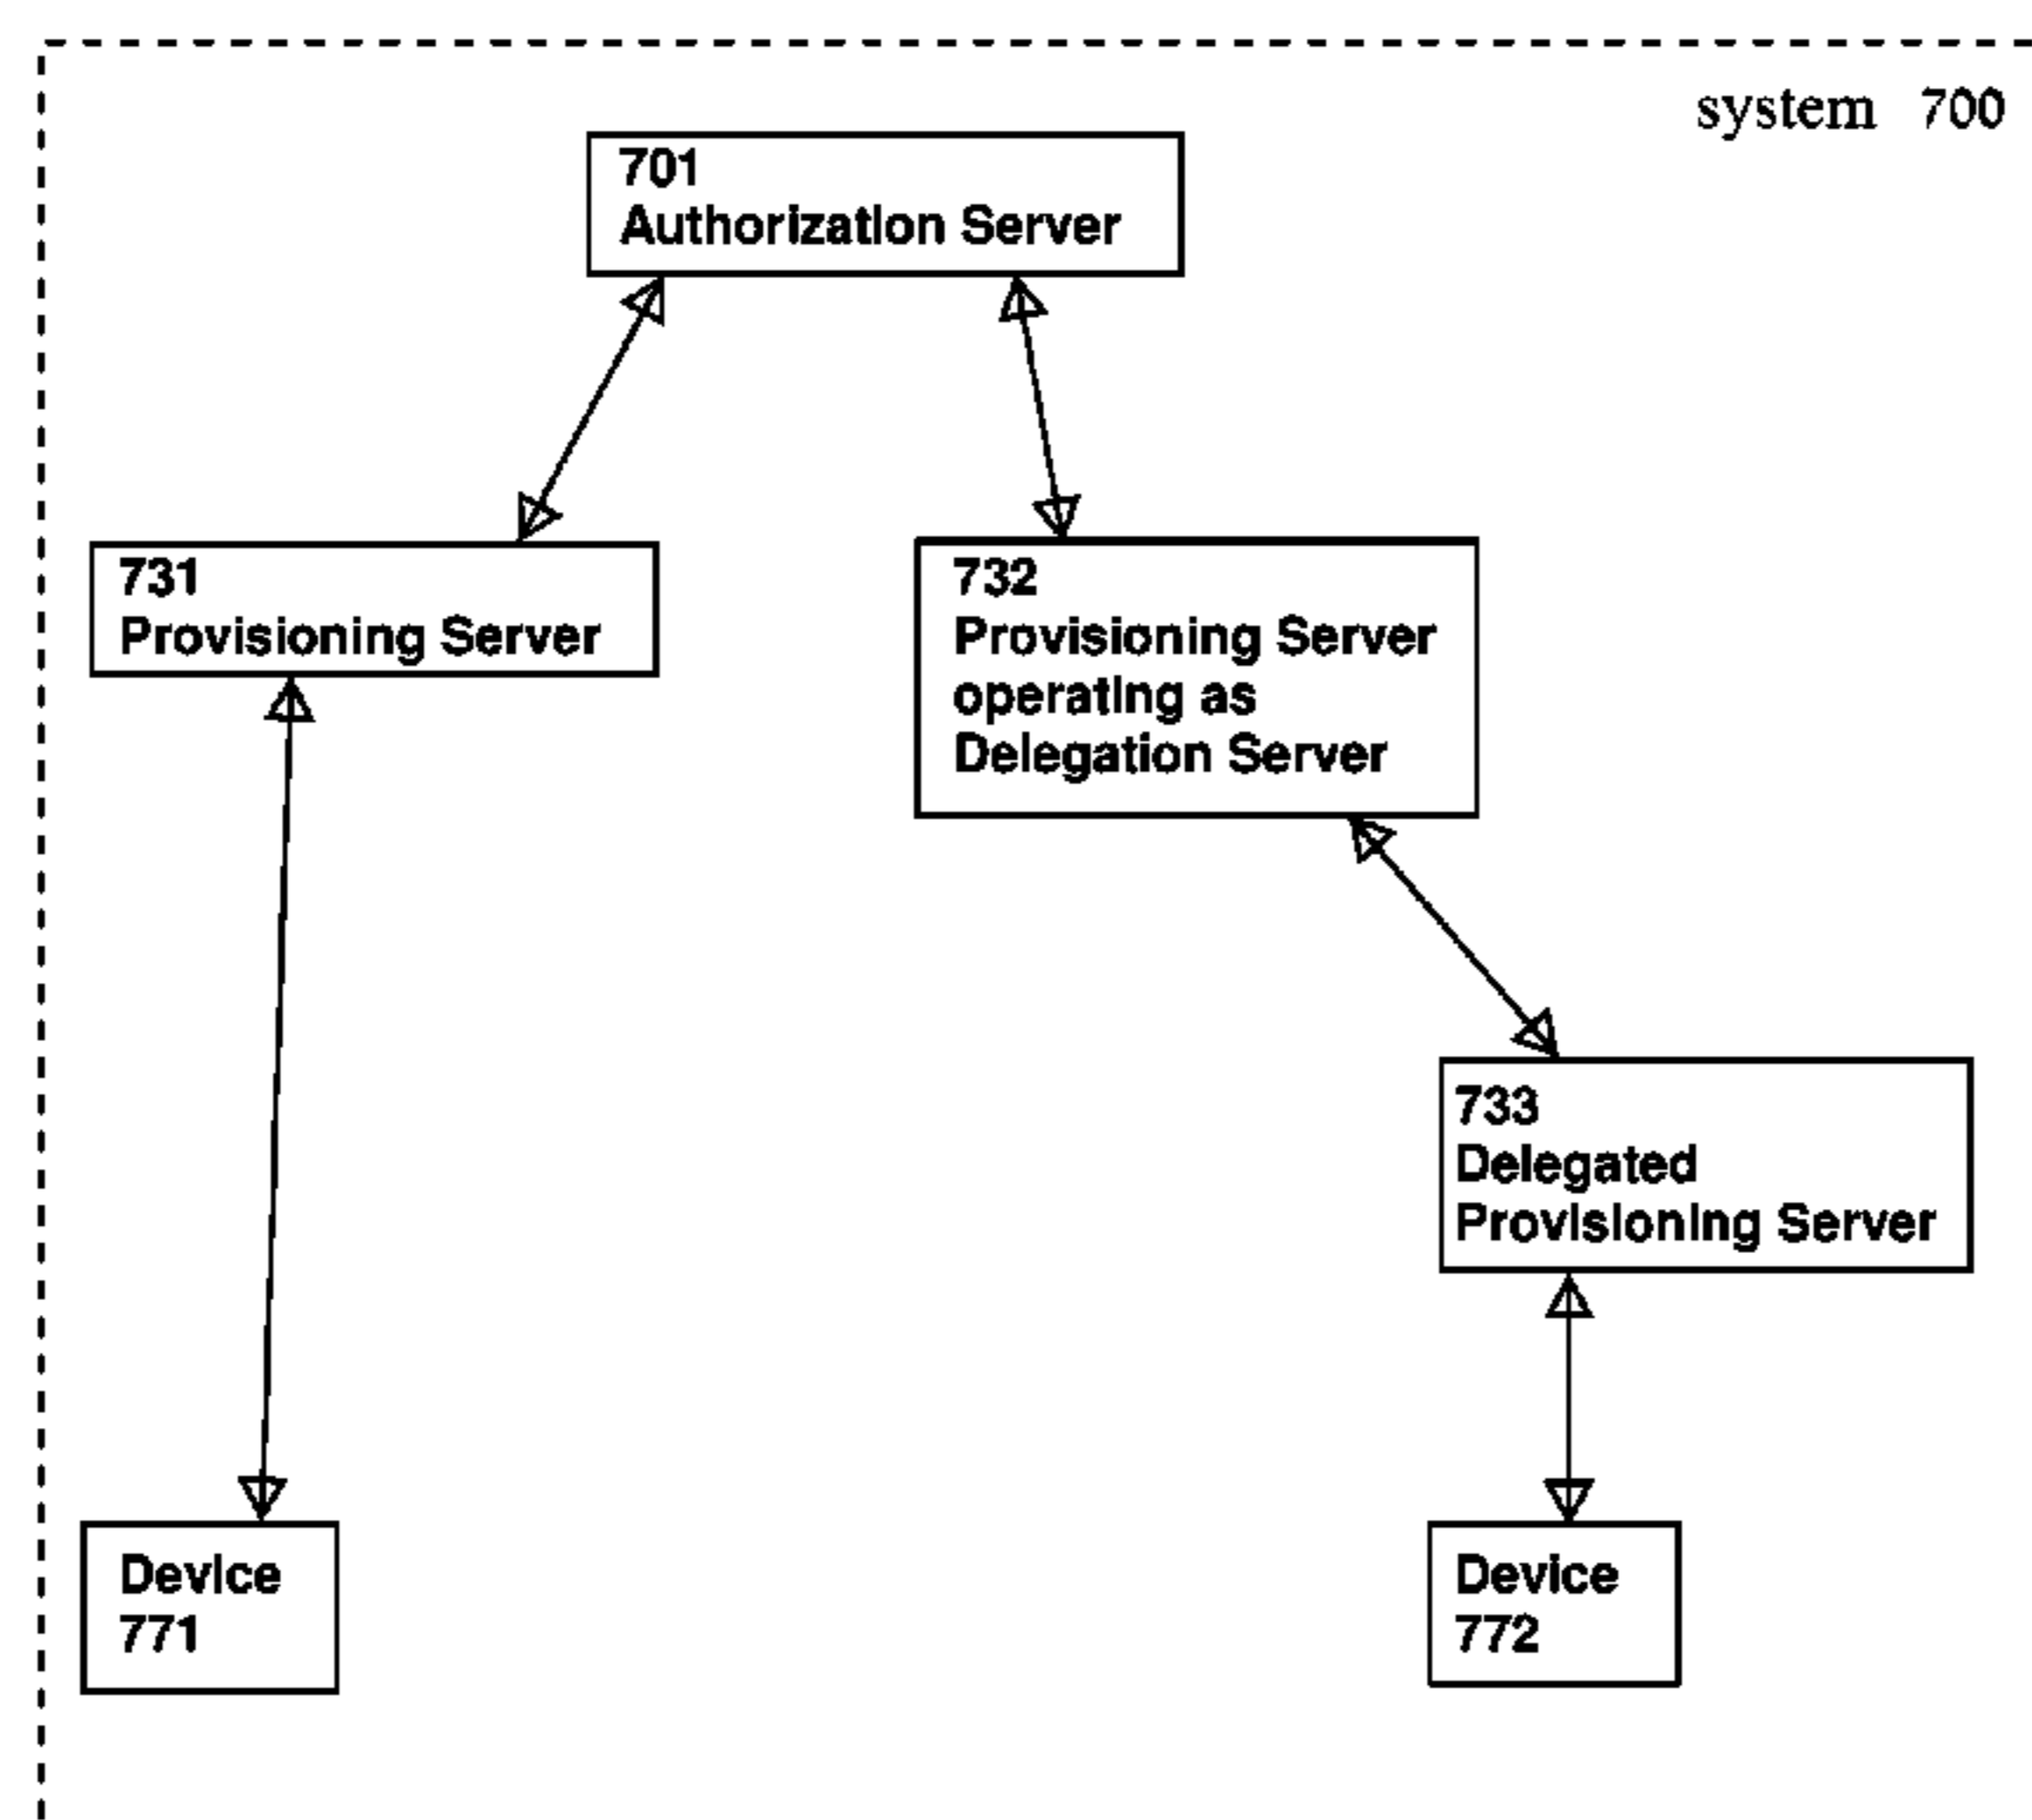 system 700
701
Authorization Server
731
Provisioning Server
732
Provisioning Server
operating as
Delegation Server
733
Delegated
Provisioning Server
Device
771
Device
772